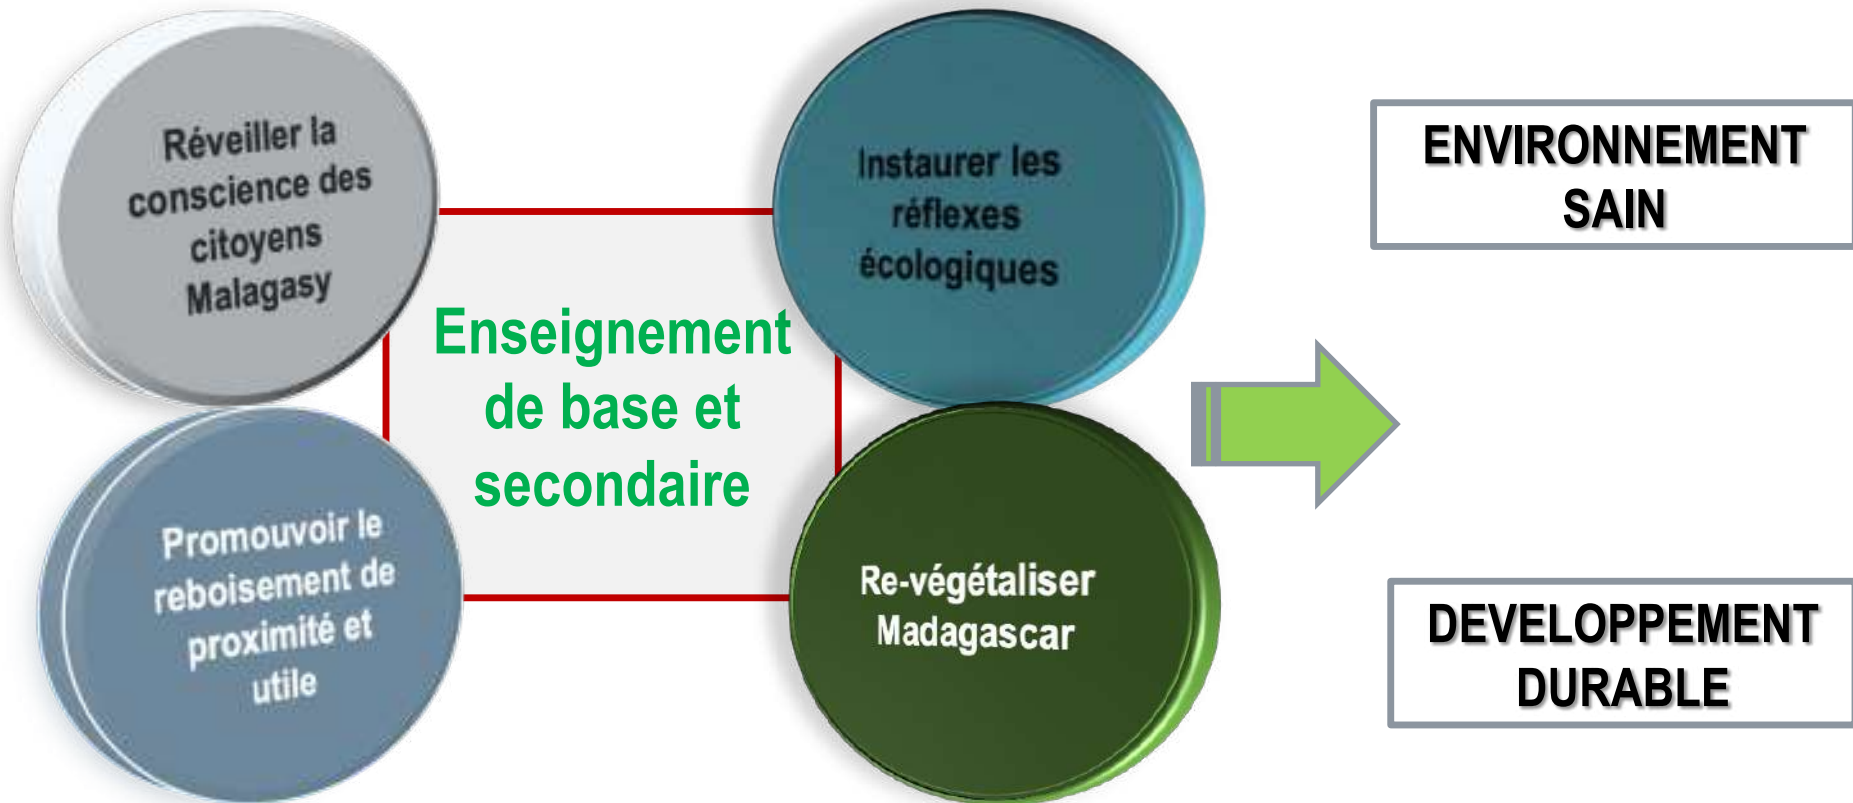 Réveiller la
conscience des
citoyens
Malagasy
Instaurer les
réflexes
écologiques
Enseignement
de base et
secondaire
Promouvoir le
reboisement de
proximité et
utile
Re-végétaliser
Madagascar
ENVIRONNEMENT
SAIN
DEVELOPPEMENT
DURABLE